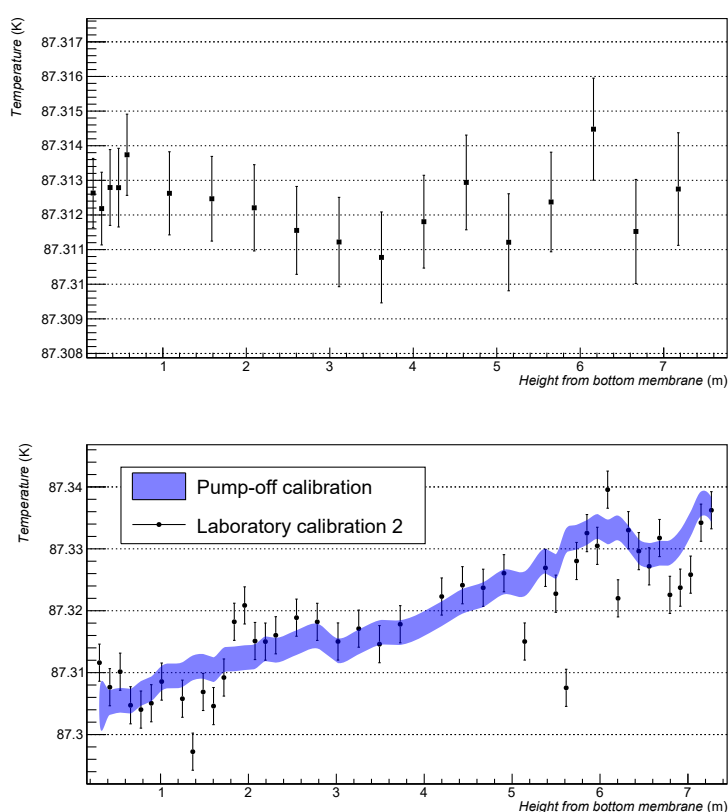 Temperature (K)
87.317
87.316
87.315
87.314
87.313
87.312
87.311
87.31
87.309
87.308
1 2 3 4 5 6 7
Height from bottom membrane (m)
Temperature (K)
87.34
87.33
87.32
87.31
87.3
Pump-off calibration
Laboratory calibration 2
1 2 3 4 5 6 7
Height from bottom membrane (m)